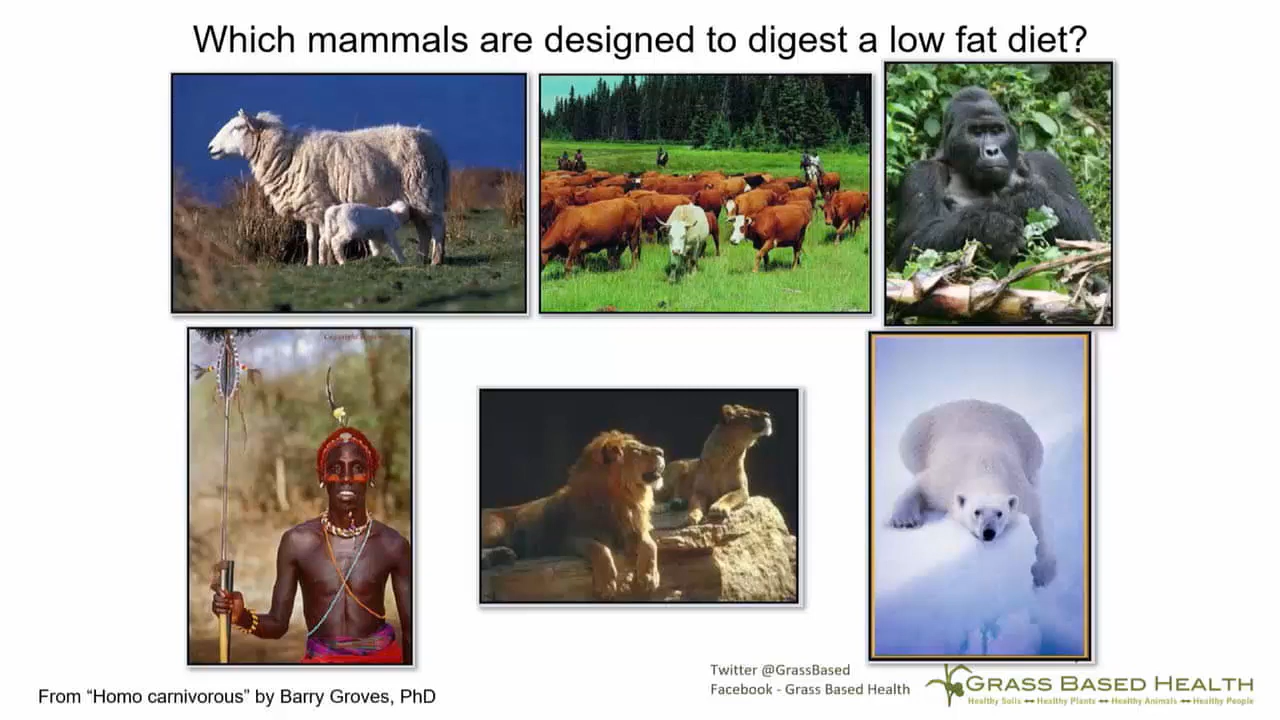 Which mammals are designed to digest a low fat diet?
Twitter @GrassBased
Facebook - Grass Based Health
From “Homo carnivorous” by Barry Groves, PhD
GRASS BASED HEALTH
Healthy Soils ↔ Healthy Plants ↔ Healthy Animals ↔ Healthy People